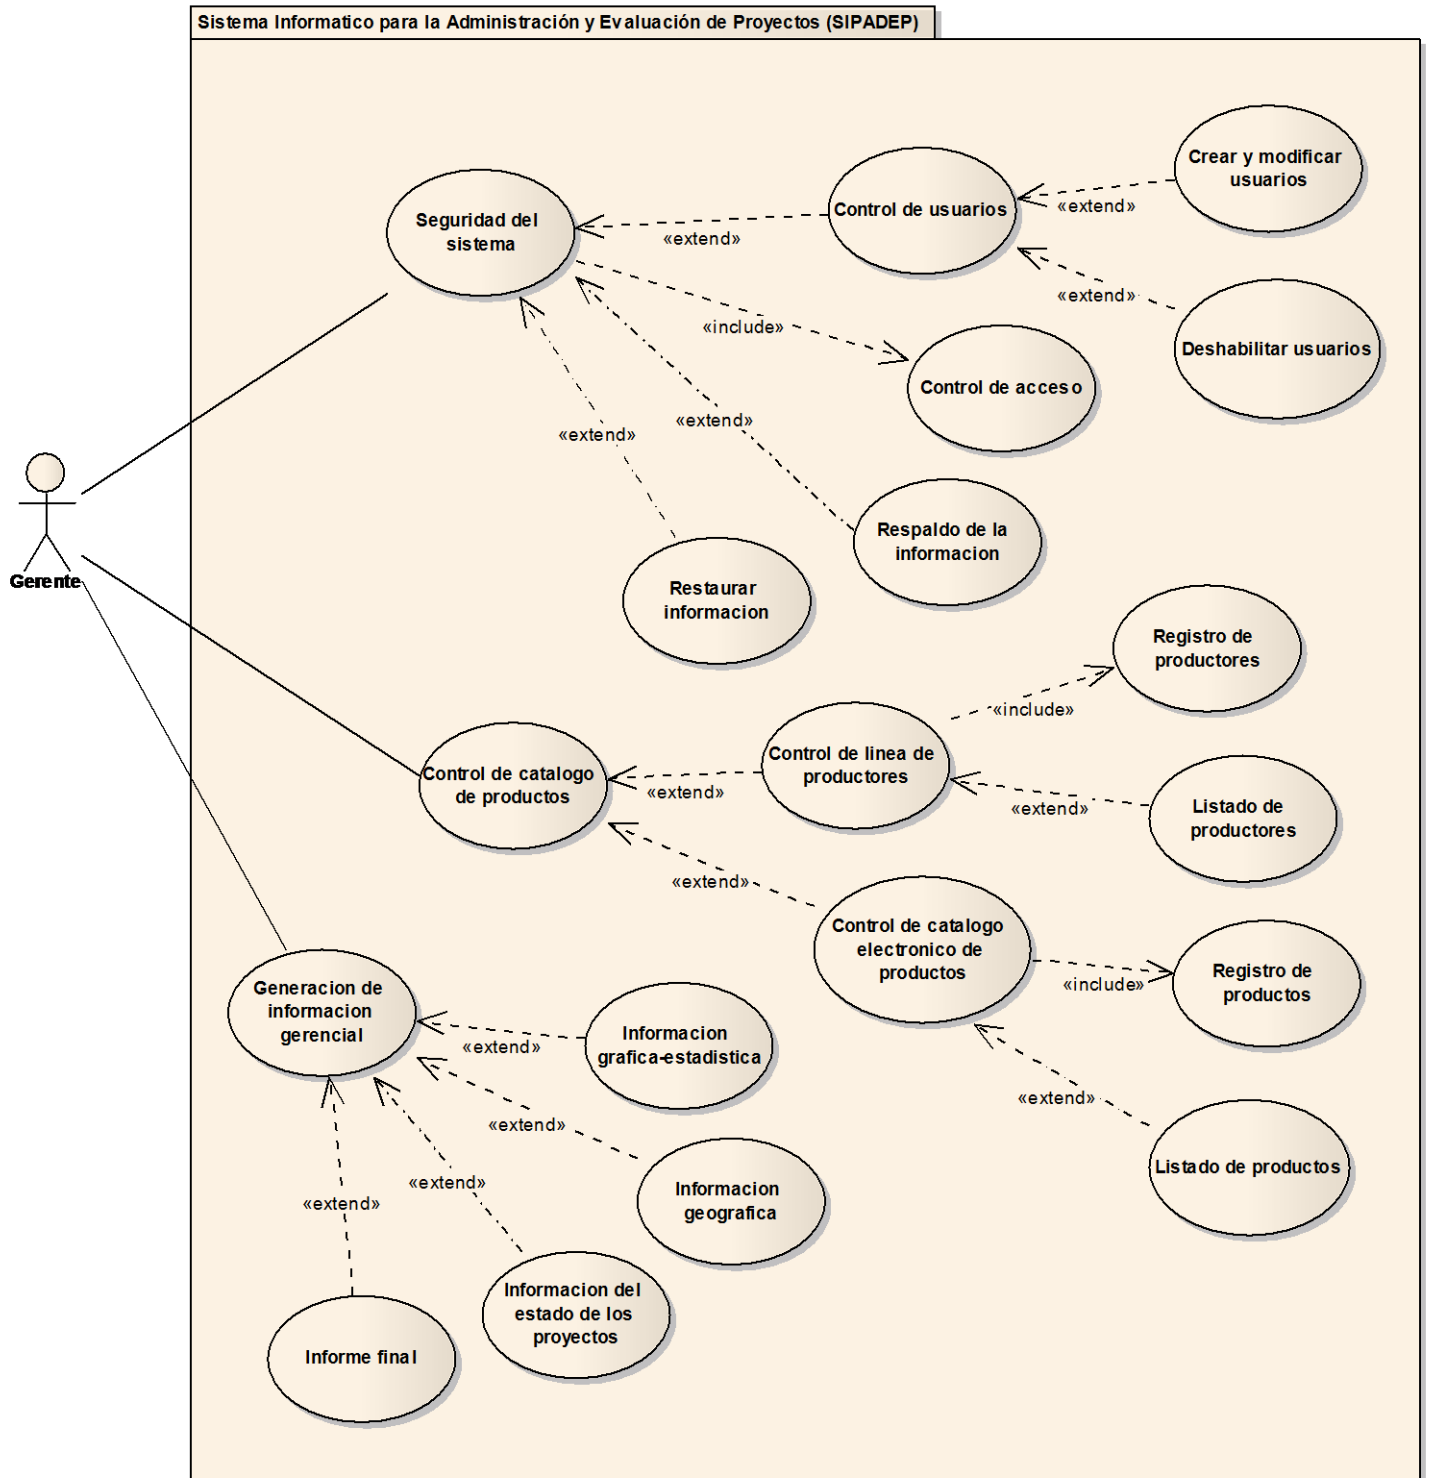 Sistema Informatico para la Administración y Evaluación de Proyectos (SIPADEP)
Crear y modificar
usuarios
Control de usuarios
«extend»
Seguridad del
sistema
«extend»
«extend»
Deshabilitar usuarios
«include»
Control de acceso
«extend»
«extend»
Respaldo de la
informacion
Restaurar
informacion
Gerente
Registro de
productores
«include»
Control de linea de
productores
Control de catalogo
de productos
«extend»
«extend»
Listado de
productores
«extend»
Control de catalogo
electronico de
productos
Registro de
productos
«include»
Generacion de
informacion
gerencial
Informacion
grafica-estadistica
«extend»
«extend»
«extend»
Listado de productos
«extend»
Informacion
geografica
«extend»
Informacion del
estado de los
proyectos
Informe final